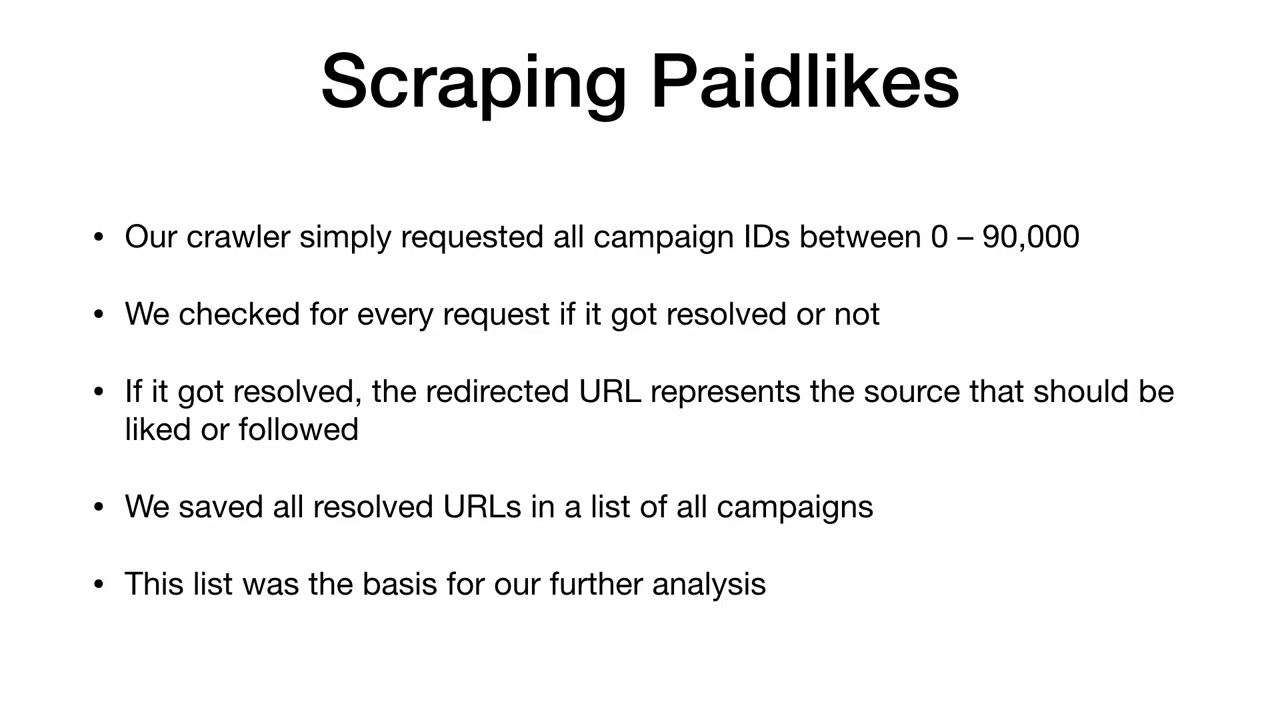 Scraping Paidlikes
• Our crawler simply requested all campaign IDs between 0 – 90,000
• We checked for every request if it got resolved or not
• If it got resolved, the redirected URL represents the source that should be
liked or followed
• We saved all resolved URLs in a list of all campaigns
• This list was the basis for our further analysis